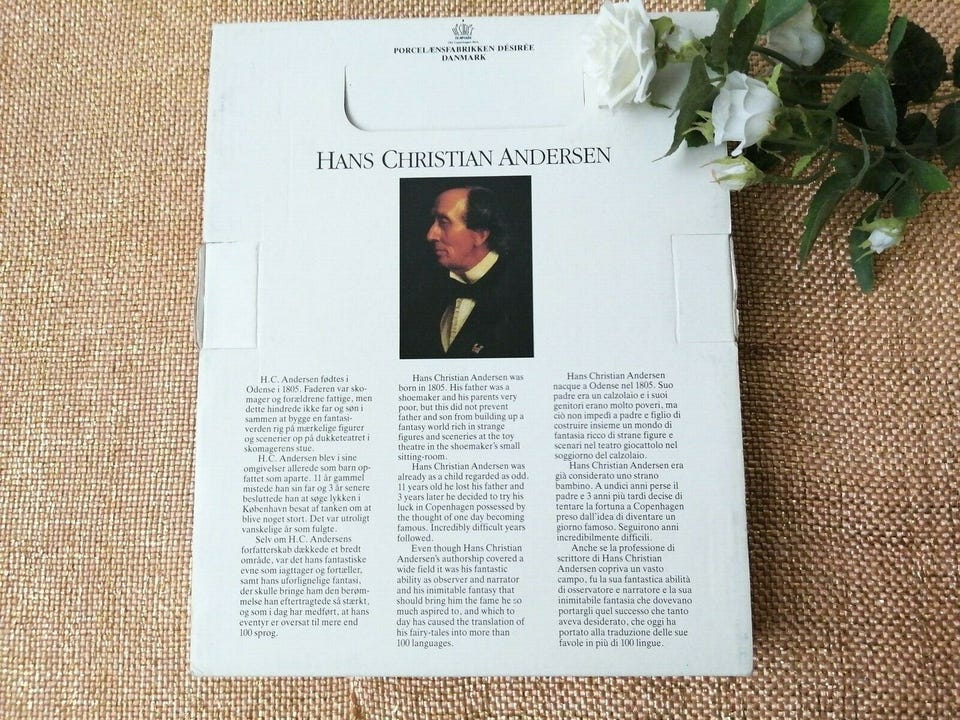 PORCELÆNSFABRIKKEN DÉSIRÉE
DANMARK
HANS CHRISTIAN ANDERSEN
H.C. Andersen fødtes i
Odense i 1805. Faderen var sko-
mager og forældrene fattige, men
dette hindrede ikke far og søn i
sammen at bygge en fantasi-
verden rig på mærkelige figurer
og scenerier op på dukketeatret i
skomagerens stue.
H.C. Andersen blev i sine
omgivelser allerede som barn op-
fattet som aparte. 11 år gammel
mistede han sin far og 3 år senere
besluttede han at søge lykken i
København besat af tanken om at
blive noget stort. Det var utroligt
vanskelige år som fulgte.
Selv om H.C. Andersens
forfatterskab dækkede et bredt
område, var det hans fantastiske
evne som iagttager og fortæller,
samt hans uforlignelige fantasi,
der skulle bringe ham den berøm-
melse han eftertragtede så stærkt,
og som i dag har medført, at hans
eventyr er oversat til mere end
100 sprog.
Hans Christian Andersen was
born in 1805. His father was a
shoemaker and his parents very
poor, but this did not prevent
father and son from building up a
fantasy world rich in strange
figures and sceneries at the toy
theatre in the shoemaker's small
sitting-room.
Hans Christian Andersen was
already as a child regarded as odd.
11 years old he lost his father and
3 years later he decided to try his
luck in Copenhagen possessed by
the thought of one day becoming
famous. Incredibly difficult years
followed.
Even though Hans Christian
Andersen's authorship covered a
wide field it was his fantastic
ability as observer and narrator
and his inimitable fantasy that
should bring him the fame he so
much aspired to, and which to
day has caused the translation of
his fairy-tales into more than
100 languages.
Hans Christian Andersen
nacque a Odense nel 1805. Suo
padre era un calzolaio e i suoi
genitori erano molto poveri, ma
ciò non impedì a padre e figlio di
costruire insieme un mondo di
fantasia ricco di strane figure e
scenari nel teatro giocattolo nel
soggiorno del calzolaio.
Hans Christian Andersen era
già considerato uno strano
bambino. A undici anni perse il
padre e 3 anni più tardi decise di
tentare la fortuna a Copenhagen
preso dall'idea di diventare un
giorno famoso. Seguirono anni
incredibilmente difficili.
Anche se la professione di
scrittore di Hans Christian
Andersen copriva un vasto
campo, fu la sua fantastica abilità
di osservatore e narratore e la sua
inimitabile fantasia che dovevano
portargli quel successo che tanto
aveva desiderato, che oggi ha
portato alla traduzione delle sue
favole in più di 100 lingue.